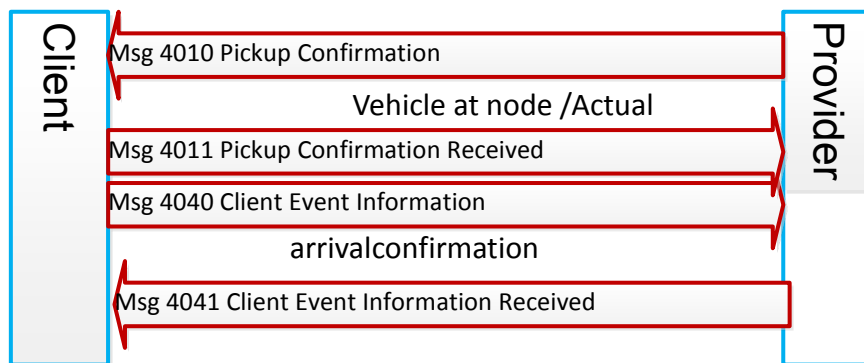 Client
Provider
Msg 4010 Pickup Confirmation
Vehicle at node /Actual
Msg 4011 Pickup Confirmation Received
Msg 4040 Client Event Information
arrivalconfirmation
Msg 4041 Client Event Information Received